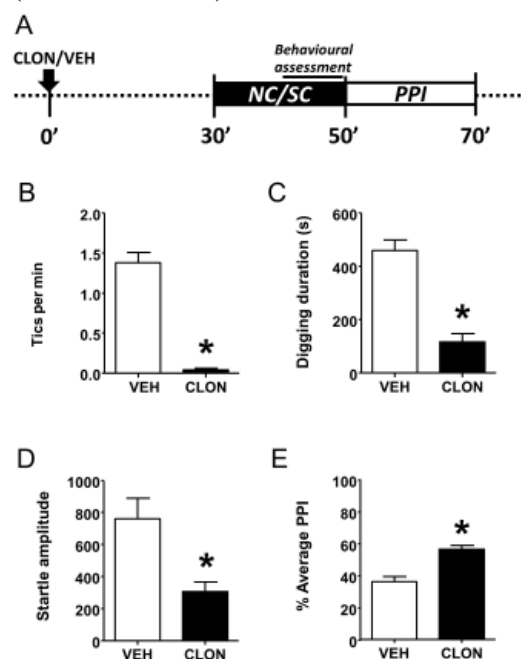 A
CLON/VEH
Behavioural
assessment
NC/SC
PPI
0’
30’
50’
70’
B
Tics per min
2.0
1.5
1.0
0.5
0.0
*
VEH
CLON
C
Digging duration (s)
600
400
200
0
*
VEH
CLON
D
Startle amplitude
1000
800
600
400
200
0
*
VEH
CLON
E
% Average PPI
100
80
60
40
20
0
*
VEH
CLON